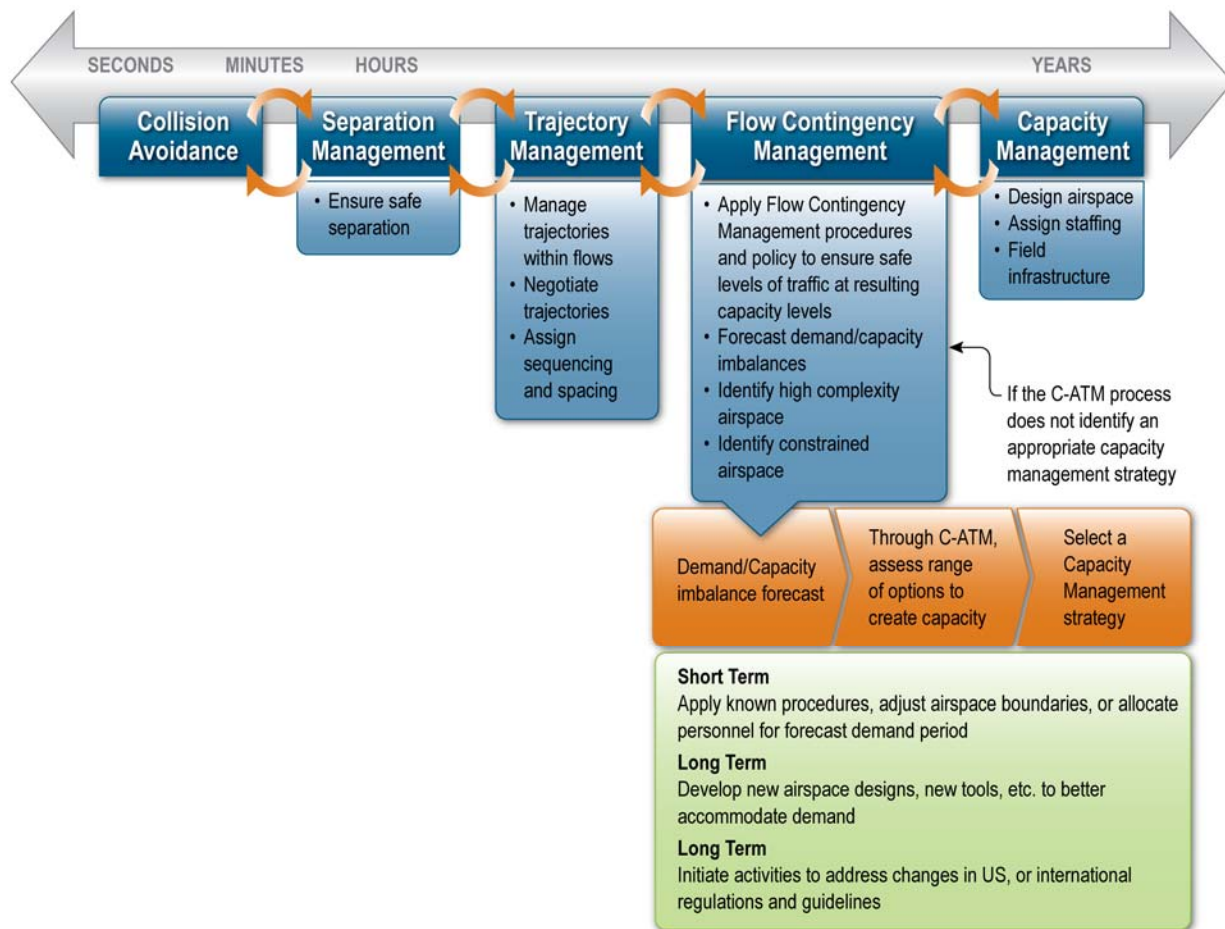 SECONDS MINUTES HOURS YEARS
Collision
Avoidance
Separation
Management
• Ensure safe
separation
Trajectory
Management
• Manage
trajectories
within flows
• Negotiate
trajectories
• Assign
sequencing
and spacing
Flow Contingency
Management
• Apply Flow Contingency
Management procedures
and policy to ensure safe
levels of traffic at resulting
capacity levels
• Forecast demand/capacity
imbalances
• Identify high complexity
airspace
• Identify constrained
airspace
Capacity
Management
• Design airspace
• Assign staffing
• Field
infrastructure
If the C-ATM process
does not identify an
appropriate capacity
management strategy
Demand/Capacity
imbalance forecast
Through C-ATM,
assess range
of options to
create capacity
Select a
Capacity
Management
strategy
Short Term
Apply known procedures, adjust airspace boundaries, or allocate
personnel for forecast demand period
Long Term
Develop new airspace designs, new tools, etc. to better
accommodate demand
Long Term
Initiate activities to address changes in US, or international
regulations and guidelines